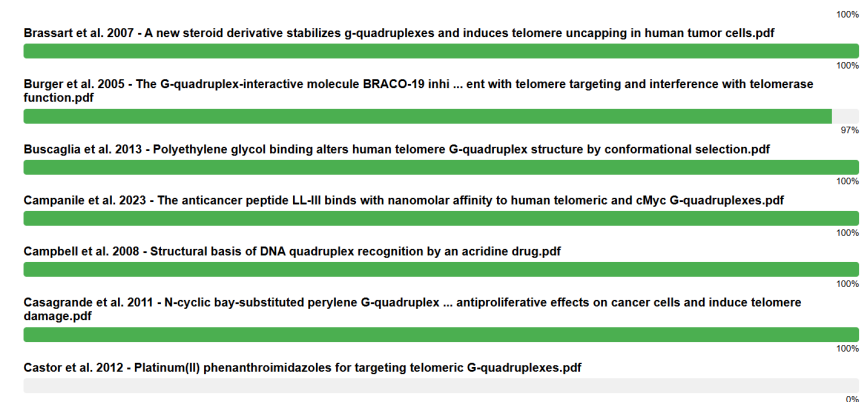 100%
Brassart et al. 2007 - A new steroid derivative stabilizes g-quadruplexes and induces telomere uncapping in human tumor cells.pdf
100%
Burger et al. 2005 - The G-quadruplex-interactive molecule BRACO-19 inhi ... ent with telomere targeting and interference with telomerase
function.pdf
97%
Buscaglia et al. 2013 - Polyethylene glycol binding alters human telomere G-quadruplex structure by conformational selection.pdf
100%
Campanile et al. 2023 - The anticancer peptide LL-III binds with nanomolar affinity to human telomeric and cMyc G-quadruplexes.pdf
100%
Campbell et al. 2008 - Structural basis of DNA quadruplex recognition by an acridine drug.pdf
100%
Casagrande et al. 2011 - N-cyclic bay-substituted perylene G-quadruplex ... antiproliferative effects on cancer cells and induce telomere
damage.pdf
100%
Castor et al. 2012 - Platinum(II) phenanthroimidazoles for targeting telomeric G-quadruplexes.pdf
0%